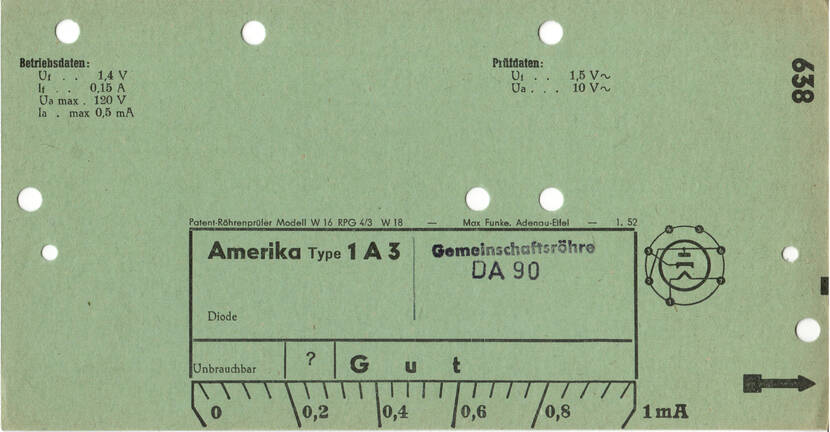 Betriebsdaten:
Uf . . 1,4 V
If . . 0,15 A
Ua max . 120 V
Ia . max 0,5 mA
Prüfdaten:
Uf . . 1,5 V~
Ua . . . 10 V~
638
Patent-Röhrenprüfer Modell W 16 RPG 4/3 W 18 — Max Funke, Adenau-Eifel — 1. 52
Amerika Type 1 A 3
Gemeinschaftsröhre
DA 90
Diode
Unbrauchbar ? Gut
0 0,2 0,4 0,6 0,8 1 mA